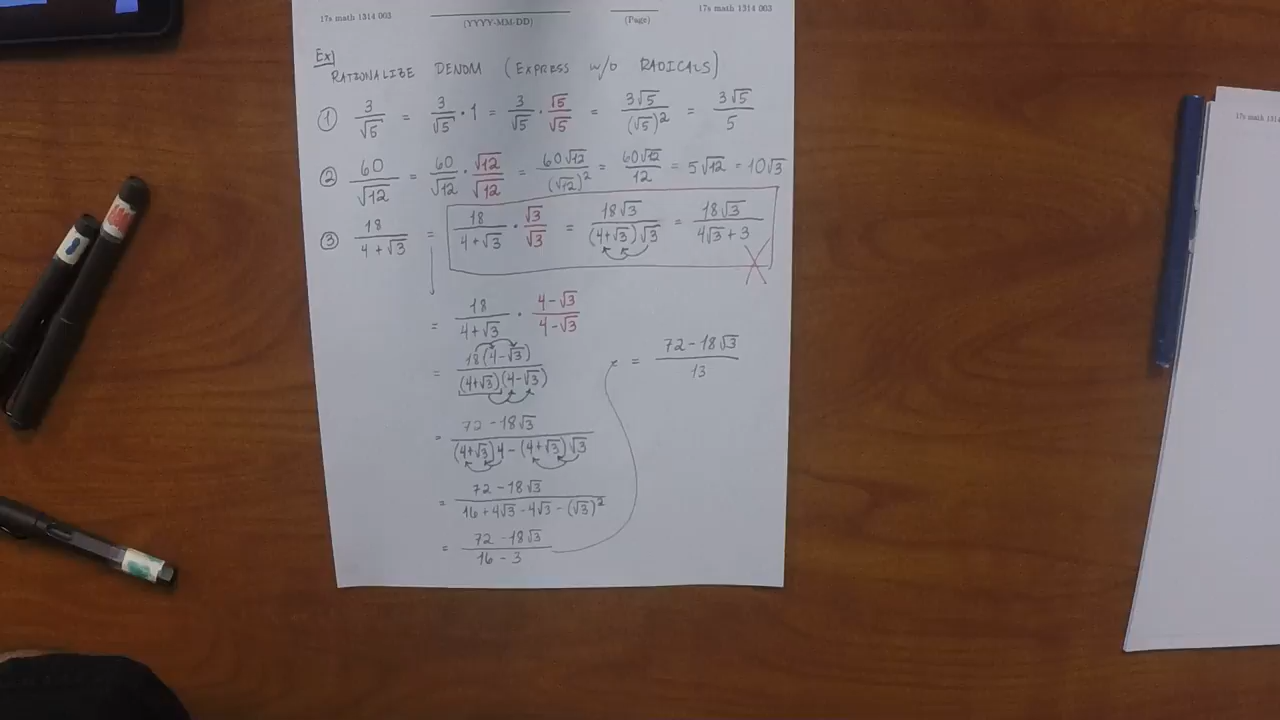 17s math 1314 003 (YYYY-MM-DD) (Page) 17s math 1314 003
Ex) RATIONALIZE DENOM (EXPRESS w/o RADICALS)
① 3/√5 = 3/√5 · 1 = 3/√5 · √5/√5 = 3√5/(√5)² = 3√5/5
② 60/√12 = 60/√12 · √12/√12 = 60√12/(√12)² = 60√12/12 = 5√12 = 10√3
③ 18/(4+√3) = 18/(4+√3) · √3/√3 = 18√3/(4+√3)√3 = 18√3/(4√3+3)
= 18/(4+√3) · (4-√3)/(4-√3)
= 18(4-√3)/(4+√3)(4-√3)
= (72-18√3)/((4+√3)4-(4+√3)√3)
= (72-18√3)/(16+4√3-4√3-(√3)²)
= (72-18√3)/(16-3)
= (72-18√3)/13
17s math 1314